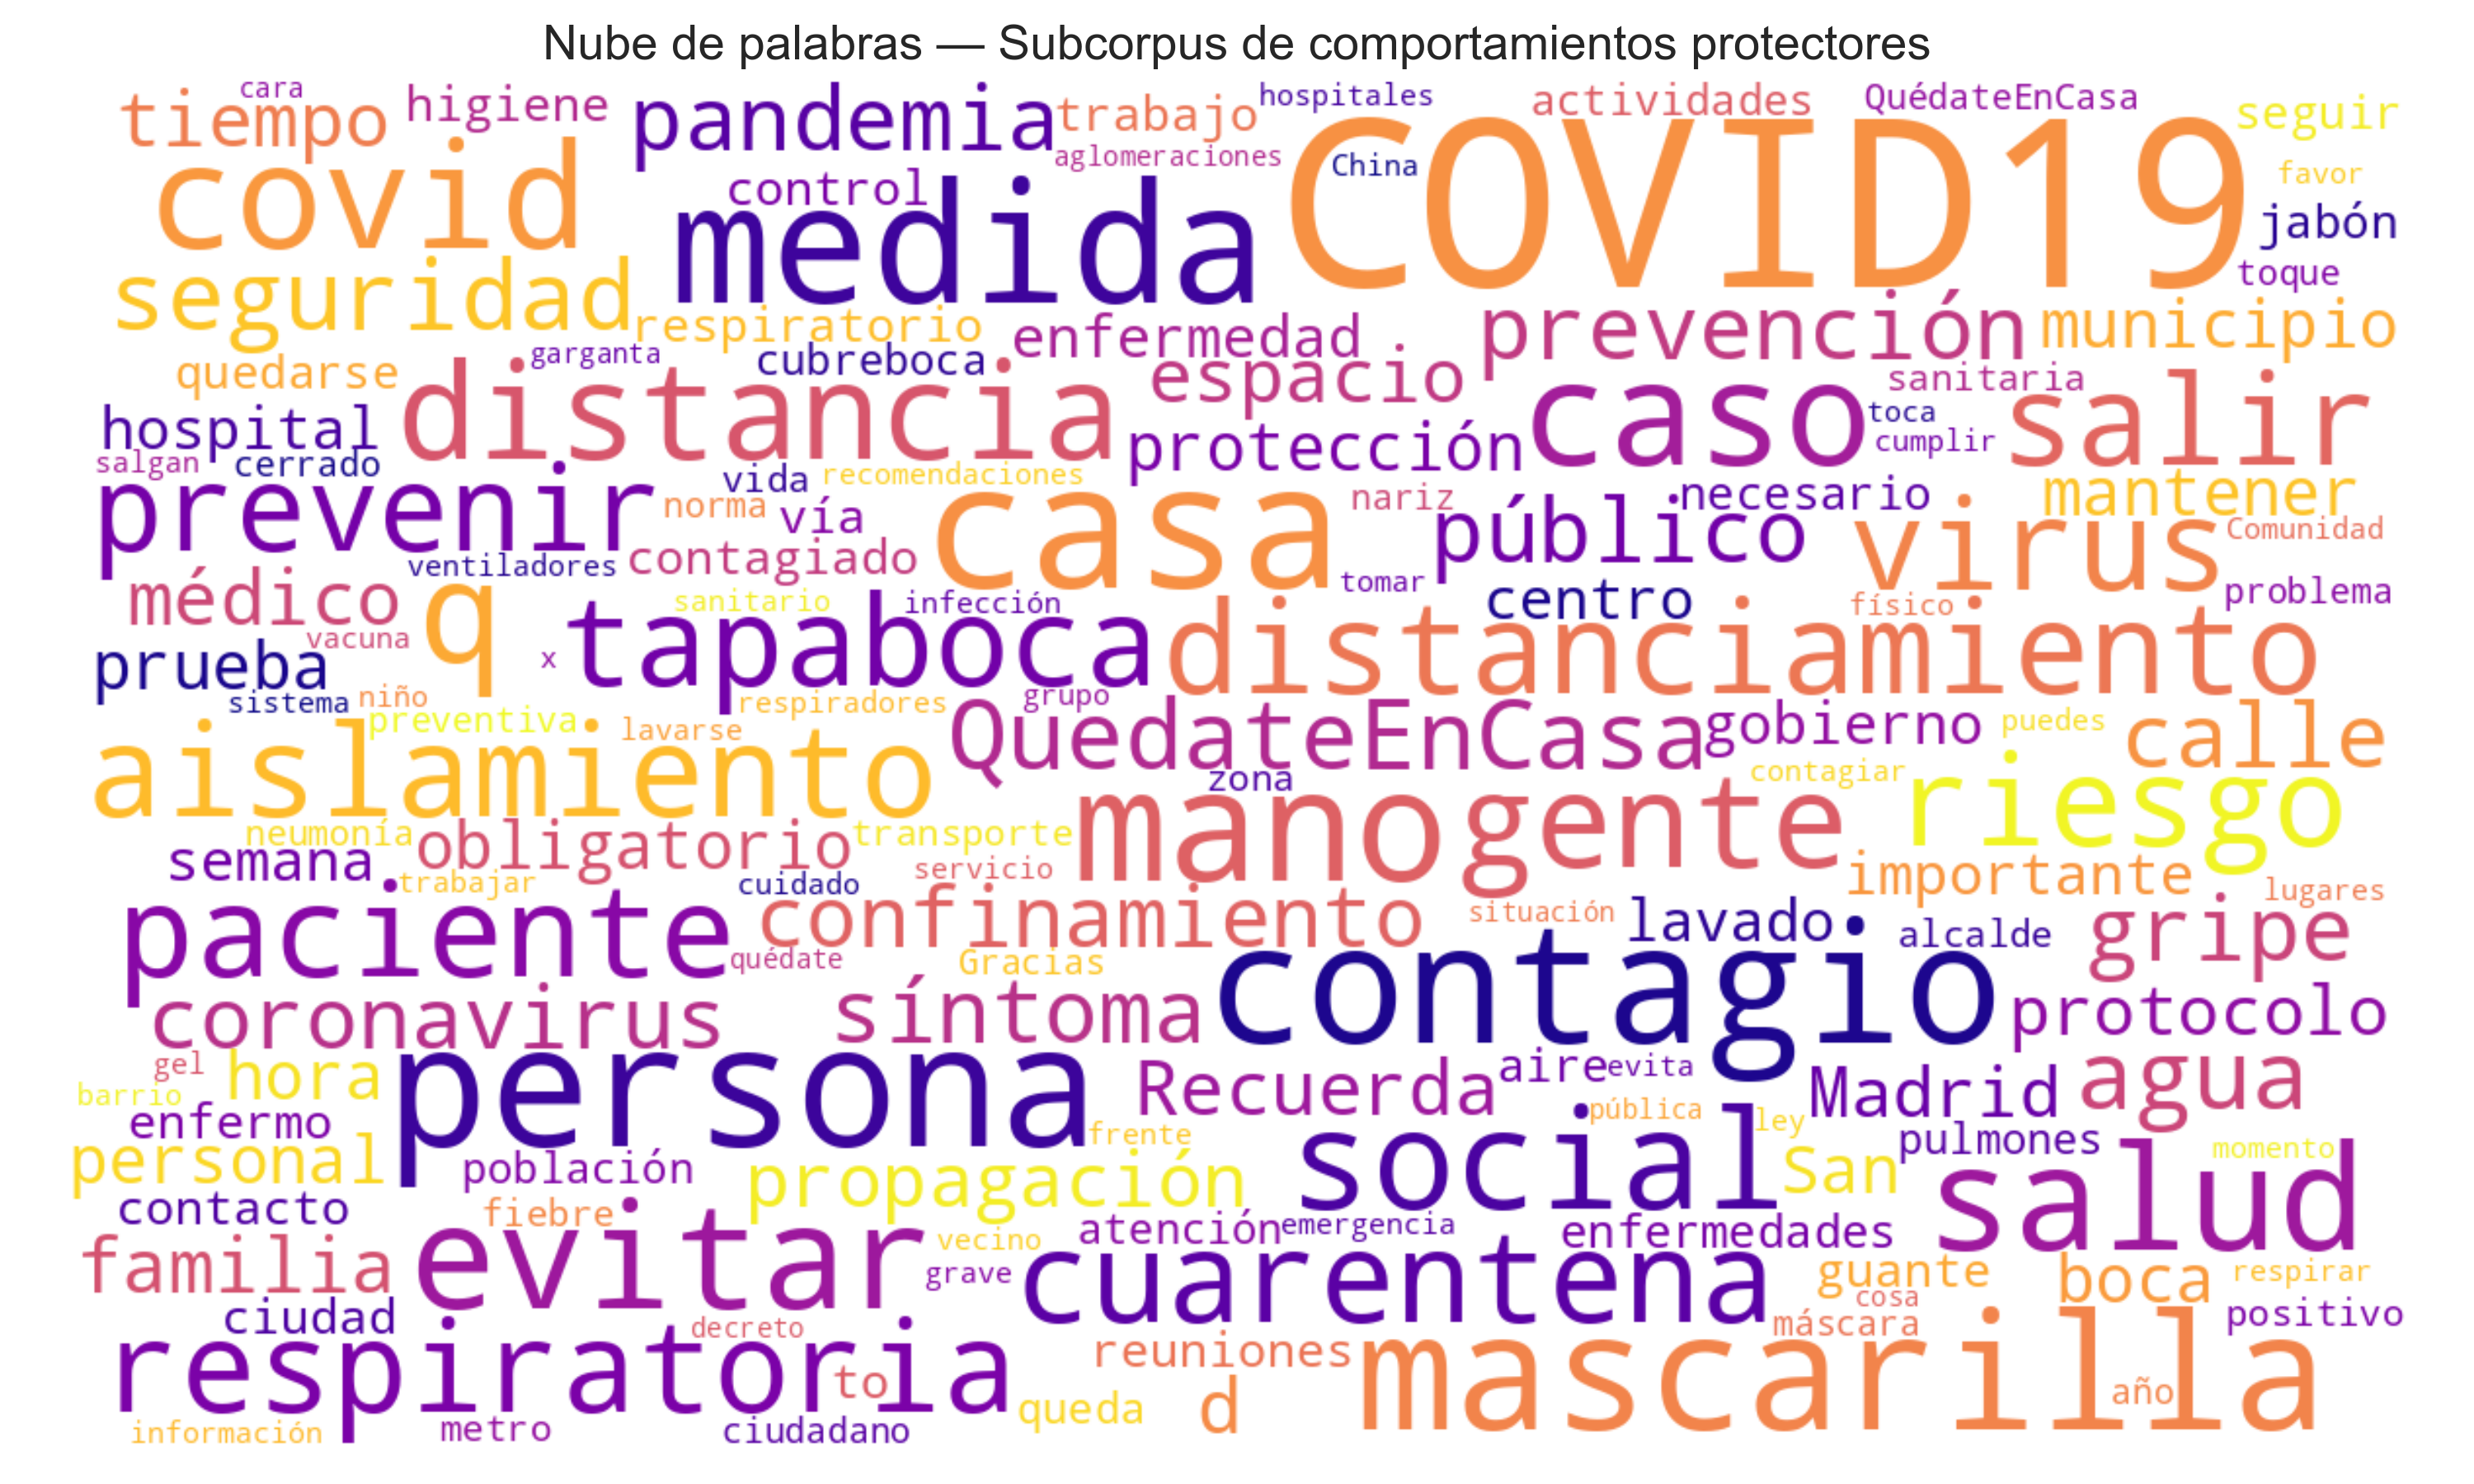 Nube de palabras — Subcorpus de comportamientos protectores
cara
tiempo
higiene
pandemia
trabajo
hospitales
actividades
QuédateEnCasa
seguir
covid
control
aglomeraciones
China
COVID19
favor
medida
jabón
toque
seguridad
respiratorio
enfermedad
prevención
municipio
quedarse
garganta
cubreboca
espacio
sanitaria
hospital
distancia
protección
caso
toca
cumplir
salir
salgan
cerrado
vida
recomendaciones
prevenir
norma
vía
casa
nariz
público
necesario
mantener
virus
Comunidad
ventiladores
contagiado
tomar
médico
q
sanitario
infección
centro
físico
problema
vacuna
prueba
x
tapaboca
distanciamiento
sistema
niño
respiradores
grupo
preventiva
lavarse
QuedateEnCasa
gobierno
puedes
calle
aislamiento
zona
contagiar
riesgo
neumonía
obligatorio
transporte
mano
gente
semana
trabajar
cuidado
servicio
importante
lugares
paciente
confinamiento
situación
lavado
alcalde
gripe
quédate
Gracias
contagio
coronavirus
síntoma
protocolo
gel
hora
persona
Recuerda
aire
evita
Madrid
agua
barrio
enfermo
frente
pública
ley
personal
población
propagación
social
San
pulmones
momento
salud
contacto
fiebre
evitar
vecino
atención
emergencia
enfermedades
familia
grave
cuarentena
guante
boca
respirar
ciudad
decreto
cosa
máscara
positivo
respiratoria
to
reuniones
mascarilla
año
información
metro
ciudadano
queda
d